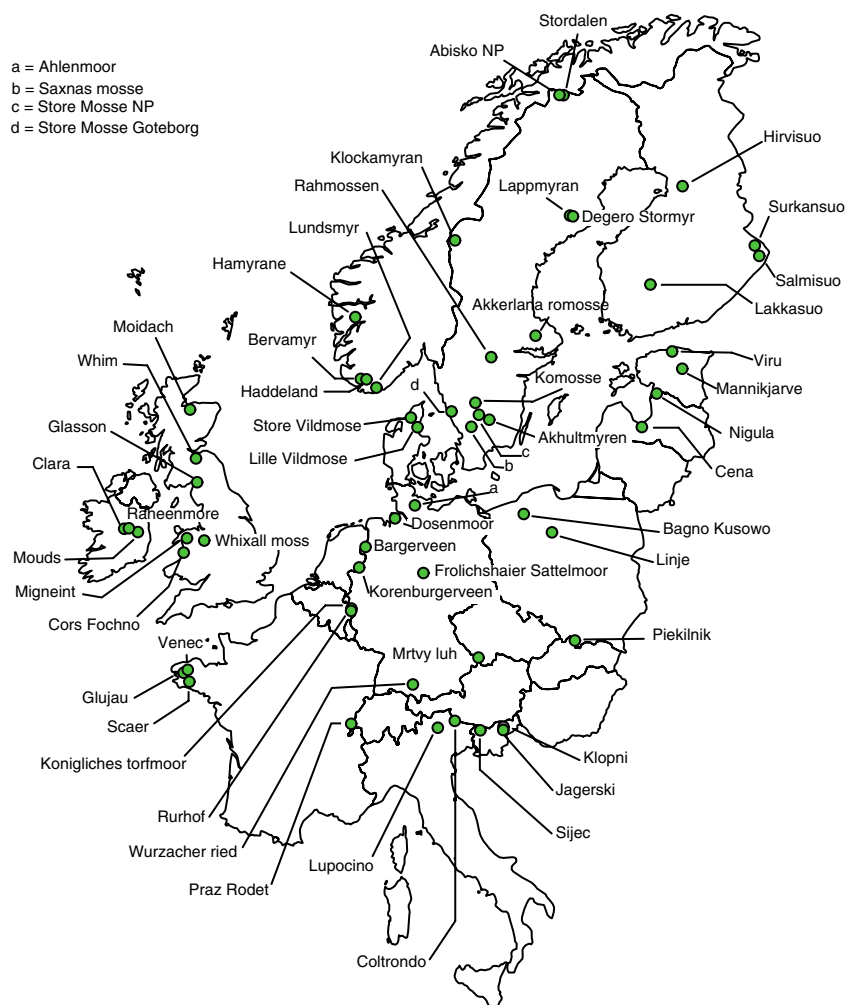 Stordalen
Abisko NP
a = Ahlenmoor
b = Saxnas mosse
c = Store Mosse NP
d = Store Mosse Goteborg
Hirvisuo
Klockamyran
Rahmossen
Lappmyran
Surkansuo
Degero Stormyr
Lundsmyr
Hamyrane
Salmisuo
Lakkasuo
Akkerlana romosse
Moidach
Bervamyr
Viru
Whim
Mannikjarve
Haddeland
d
Komosse
Glasson
Store Vildmose
Akhultmyren
Nigula
Lille Vildmose
c
Clara
b
Cena
a
Raheenmore
Dosenmoor
Bagno Kusowo
Whixall moss
Bargerveen
Mouds
Linje
Frolichshaier Sattelmoor
Migneint
Korenburgerveen
Cors Fochno
Piekilnik
Venec
Mrtvy luh
Glujau
Scaer
Klopni
Konigliches torfmoor
Jagerski
Rurhof
Sijec
Wurzacher ried
Lupocino
Praz Rodet
Coltrondo